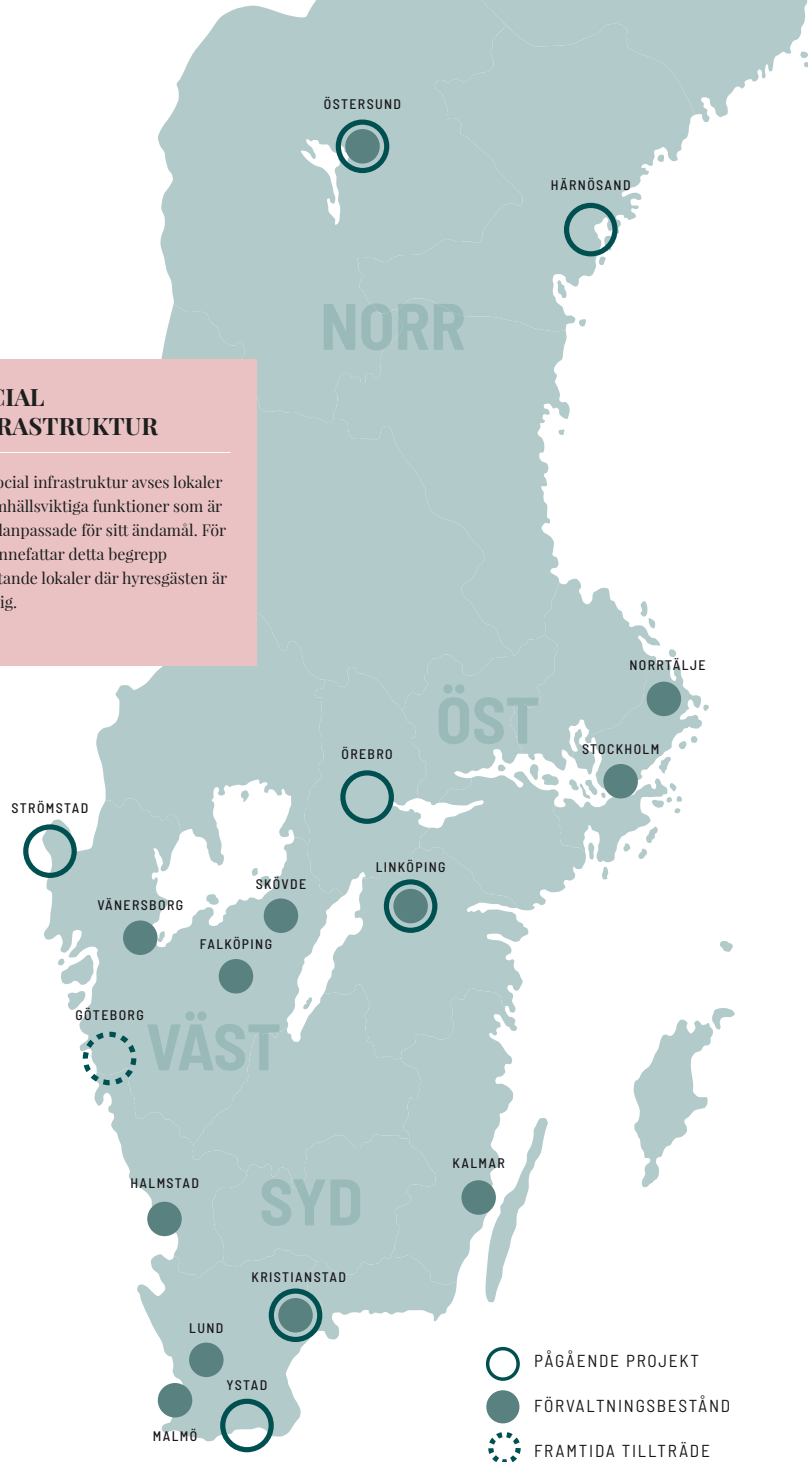 ÖSTERSUND
HÄRNÖSAND
NORR
CIAL
RASTRUKTUR
ocial infrastruktur avses lokaler
mhällsviktiga funktioner som är
lanpassade för sitt ändamål. För
nnefattar detta begrepp
tande lokaler där hyresgästen är
ig.
NORRTÄLJE
ÖST
STOCKHOLM
ÖREBRO
STRÖMSTAD
LINKÖPING
SKÖVDE
VÄNERSBORG
FALKÖPING
GÖTEBORG
VÄST
KALMAR
HALMSTAD
SYD
KRISTIANSTAD
LUND
YSTAD
MALMÖ
PÅGÅENDE PROJEKT
FÖRVALTNINGSBESTÅND
FRAMTIDA TILLTRÄDE